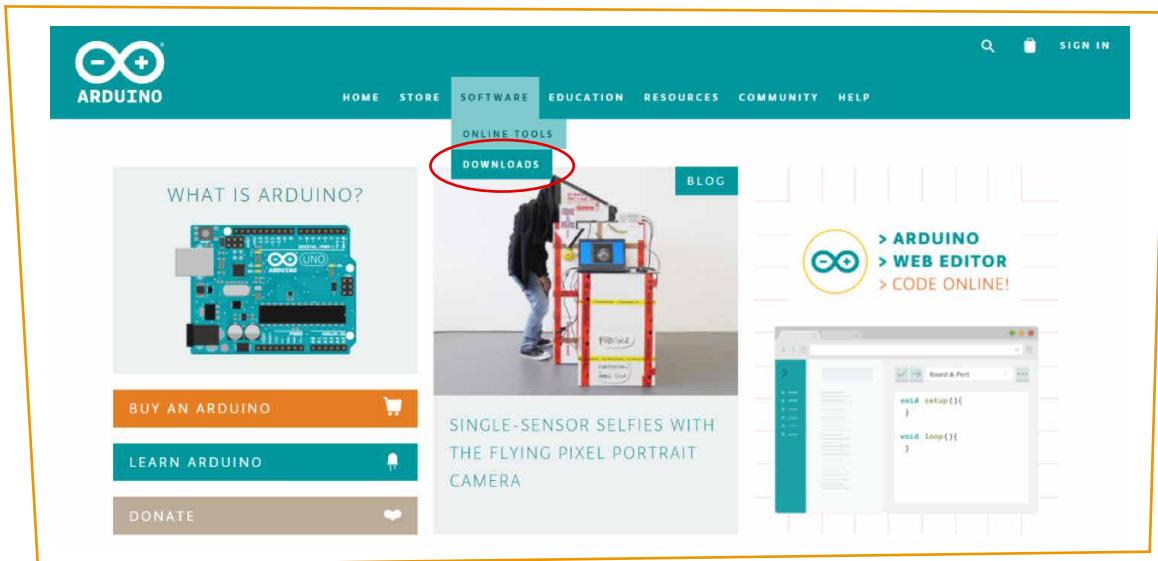 SIGN IN
ARDUINO
HOME STORE SOFTWARE EDUCATION RESOURCES COMMUNITY HELP
ONLINE TOOLS
DOWNLOADS
WHAT IS ARDUINO?
UNO
ARDUINO
BUY AN ARDUINO
LEARN ARDUINO
DONATE
BLOG
SINGLE-SENSOR SELFIES WITH
THE FLYING PIXEL PORTRAIT
CAMERA
> ARDUINO
> WEB EDITOR
> CODE ONLINE!
Board & Port
void setup(){
}
void loop(){
}